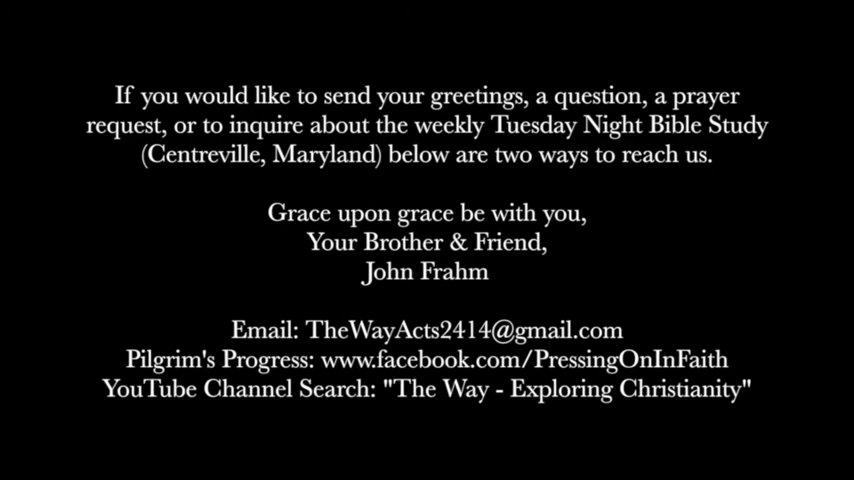 If you would like to send your greetings, a question, a prayer
request, or to inquire about the weekly Tuesday Night Bible Study
(Centreville, Maryland) below are two ways to reach us.
Grace upon grace be with you,
Your Brother & Friend,
John Frahm
Email: TheWayActs2414@gmail.com
Pilgrim's Progress: www.facebook.com/PressingOnInFaith
YouTube Channel Search: "The Way - Exploring Christianity"